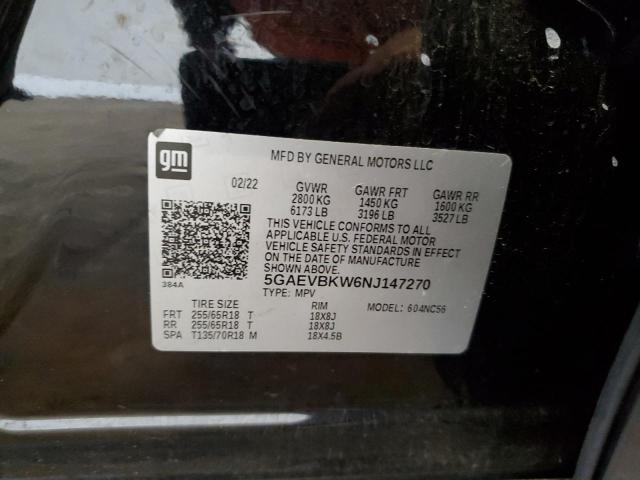 gm
MFD BY GENERAL MOTORS LLC
02/22 GVWR GAWR FRT GAWR RR
2800 KG 1450 KG 1600 KG
6173 LB 3196 LB 3527 LB
THIS VEHICLE CONFORMS TO ALL
APPLICABLE U.S. FEDERAL MOTOR
VEHICLE SAFETY STANDARDS IN EFFECT
ON THE DATE OF MANUFACTURE
SHOWN ABOVE.
384A
5GAEVBKW6NJ147270
TYPE: MPV MODEL: 604NC56
TIRE SIZE RIM
FRT 255/65R18 T 18X8J
RR 255/65R18 T 18X8J
SPA T135/70R18 M 18X4.5B